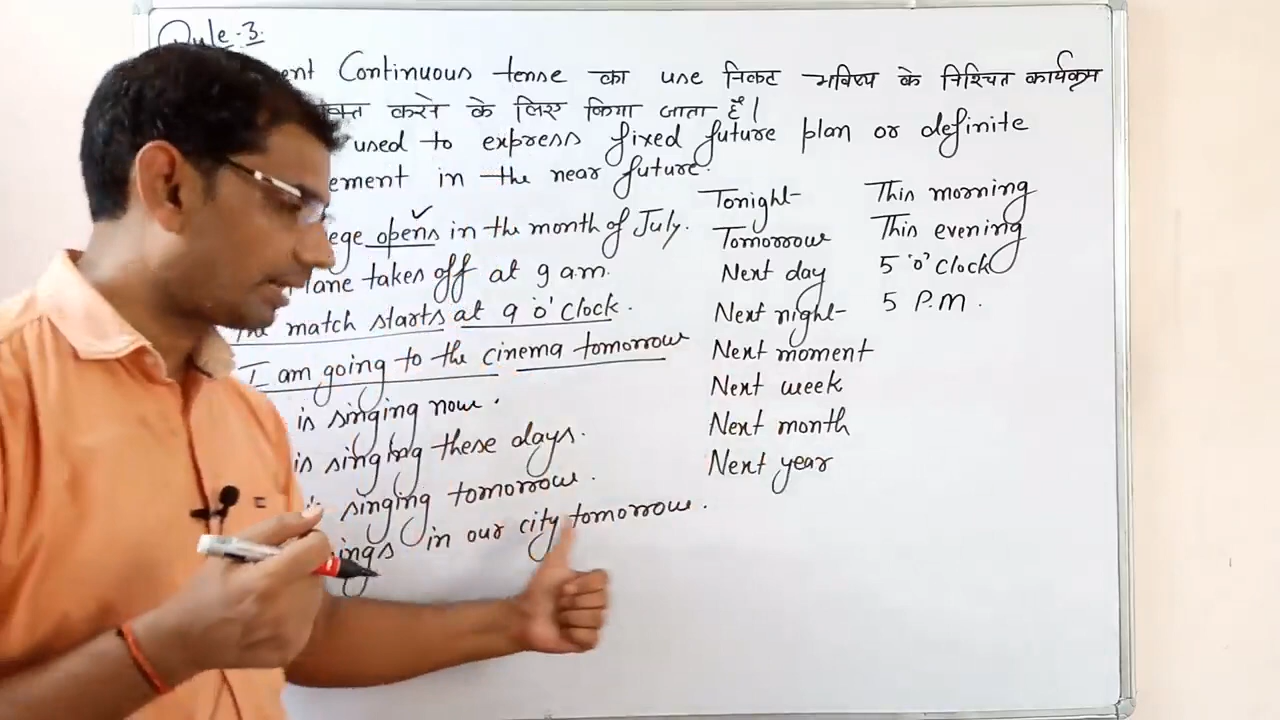 Rule-3.
Continuous tense का use निकट भविष्य के निश्चित कार्यक्रम
करने के लिए किया जाता है।
used to express fixed future plan or definite
in the near future.
opens in the month of July.
takes off at 9 a.m.
match starts at 9 'o' clock.
I am going to the cinema tomorrow
is singing now.
is singing these days.
singing tomorrow.
in our city tomorrow.
Tonight-
Tomorrow
Next day
Next night-
Next moment
Next week
Next month
Next year
This morning
This evening
5 'o' Clock
5 P.M.